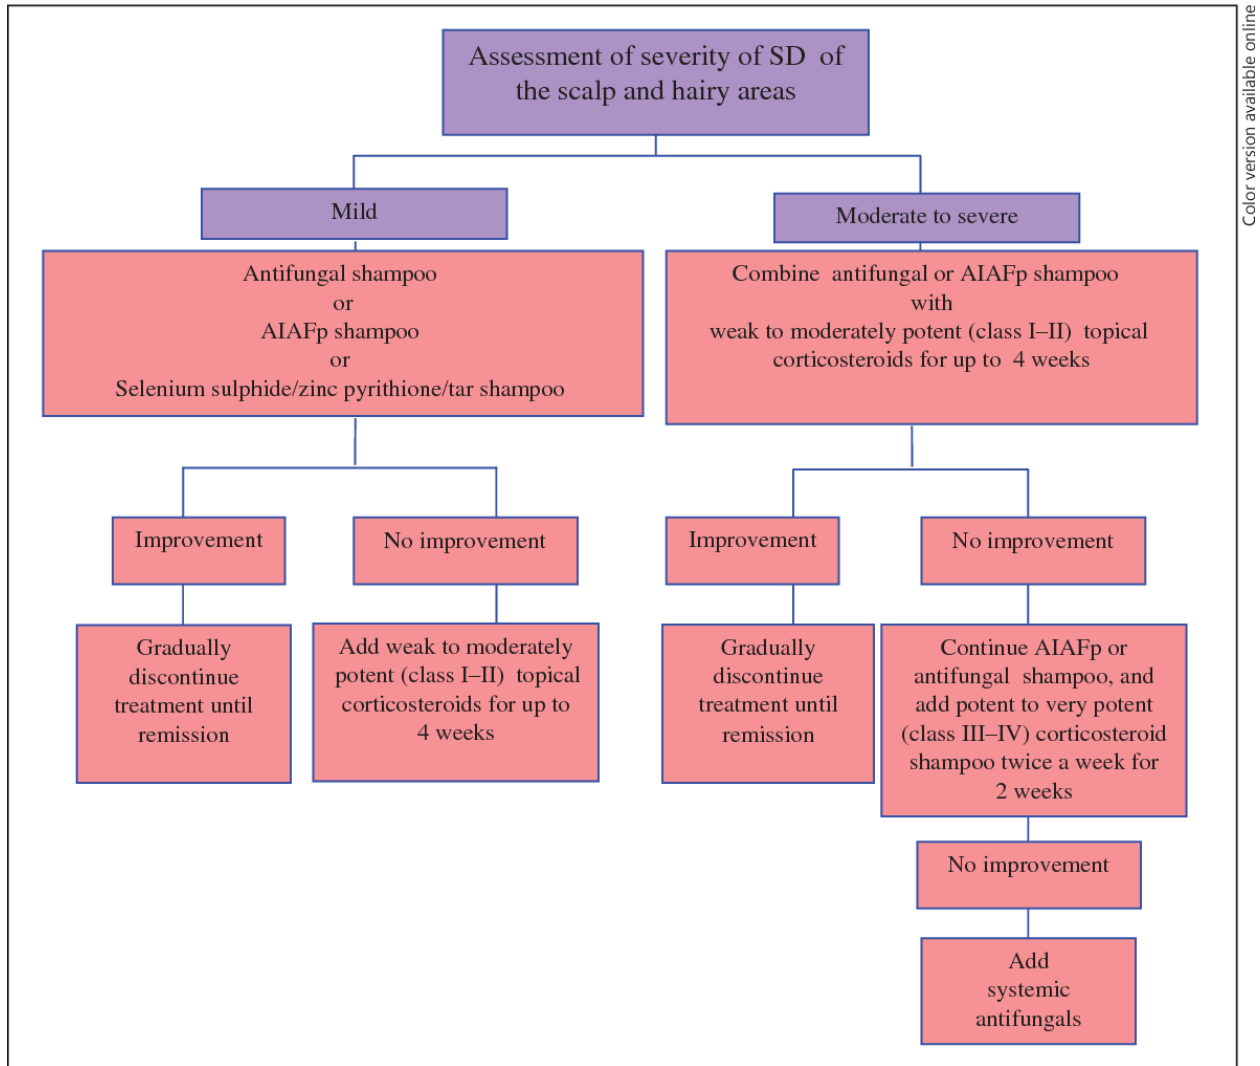 Assessment of severity of SD of
the scalp and hairy areas
Mild
Moderate to severe
Antifungal shampoo
or
AIAFp shampoo
or
Selenium sulphide/zinc pyrithione/tar shampoo
Combine antifungal or AIAFp shampoo
with
weak to moderately potent (class I–II) topical
corticosteroids for up to 4 weeks
Improvement
No improvement
Improvement
No improvement
Gradually
discontinue
treatment until
remission
Add weak to moderately
potent (class I–II) topical
corticosteroids for up to
4 weeks
Gradually
discontinue
treatment until
remission
Continue AIAFp or
antifungal shampoo, and
add potent to very potent
(class III–IV) corticosteroid
shampoo twice a week for
2 weeks
No improvement
Add
systemic
antifungals
Color version available online